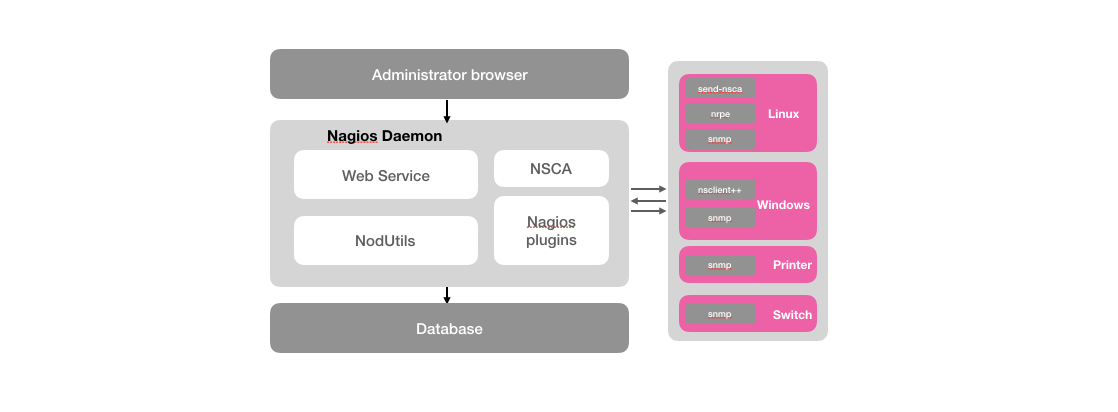 Administrator browser
Nagios Daemon
Web Service
NSCA
NodUtils
Nagios
plugins
Database
send-nsca
nrpe
snmp
Linux
nsclient++
snmp
Windows
snmp
Printer
snmp
Switch